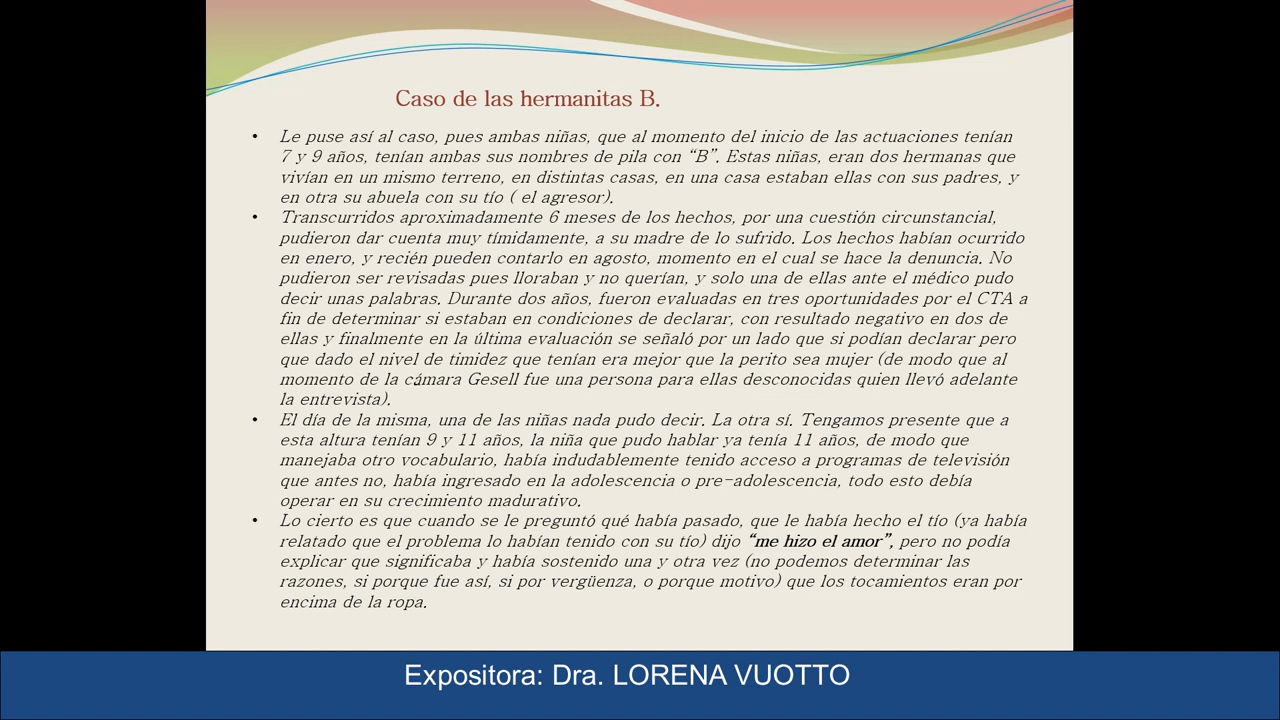 Caso de las hermanitas B.
• Le puse así al caso, pues ambas niñas, que al momento del inicio de las actuaciones tenían
7 y 9 años, tenían ambas sus nombres de pila con “B”. Estas niñas, eran dos hermanas que
vivían en un mismo terreno, en distintas casas, en una casa estaban ellas con sus padres, y
en otra su abuela con su tío ( el agresor).
• Transcurridos aproximadamente 6 meses de los hechos, por una cuestión circunstancial,
pudieron dar cuenta muy tímidamente, a su madre de lo sufrido. Los hechos habían ocurrido
en enero, y recién pueden contarlo en agosto, momento en el cual se hace la denuncia. No
pudieron ser revisadas pues lloraban y no querían, y solo una de ellas ante el médico pudo
decir unas palabras. Durante dos años, fueron evaluadas en tres oportunidades por el CTA a
fin de determinar si estaban en condiciones de declarar, con resultado negativo en dos de
ellas y finalmente en la última evaluación se señaló por un lado que si podían declarar pero
que dado el nivel de timidez que tenían era mejor que la perito sea mujer (de modo que al
momento de la cámara Gesell fue una persona para ellas desconocidas quien llevó adelante
la entrevista).
• El día de la misma, una de las niñas nada pudo decir. La otra sí. Tengamos presente que a
esta altura tenían 9 y 11 años, la niña que pudo hablar ya tenía 11 años, de modo que
manejaba otro vocabulario, había indudablemente tenido acceso a programas de televisión
que antes no, había ingresado en la adolescencia o pre-adolescencia, todo esto debía
operar en su crecimiento madurativo.
• Lo cierto es que cuando se le preguntó qué había pasado, que le había hecho el tío (ya había
relatado que el problema lo habían tenido con su tío) dijo “me hizo el amor”, pero no podía
explicar que significaba y había sostenido una y otra vez (no podemos determinar las
razones, si porque fue así, si por vergüenza, o porque motivo) que los tocamientos eran por
encima de la ropa.
Expositora: Dra. LORENA VUOTTO